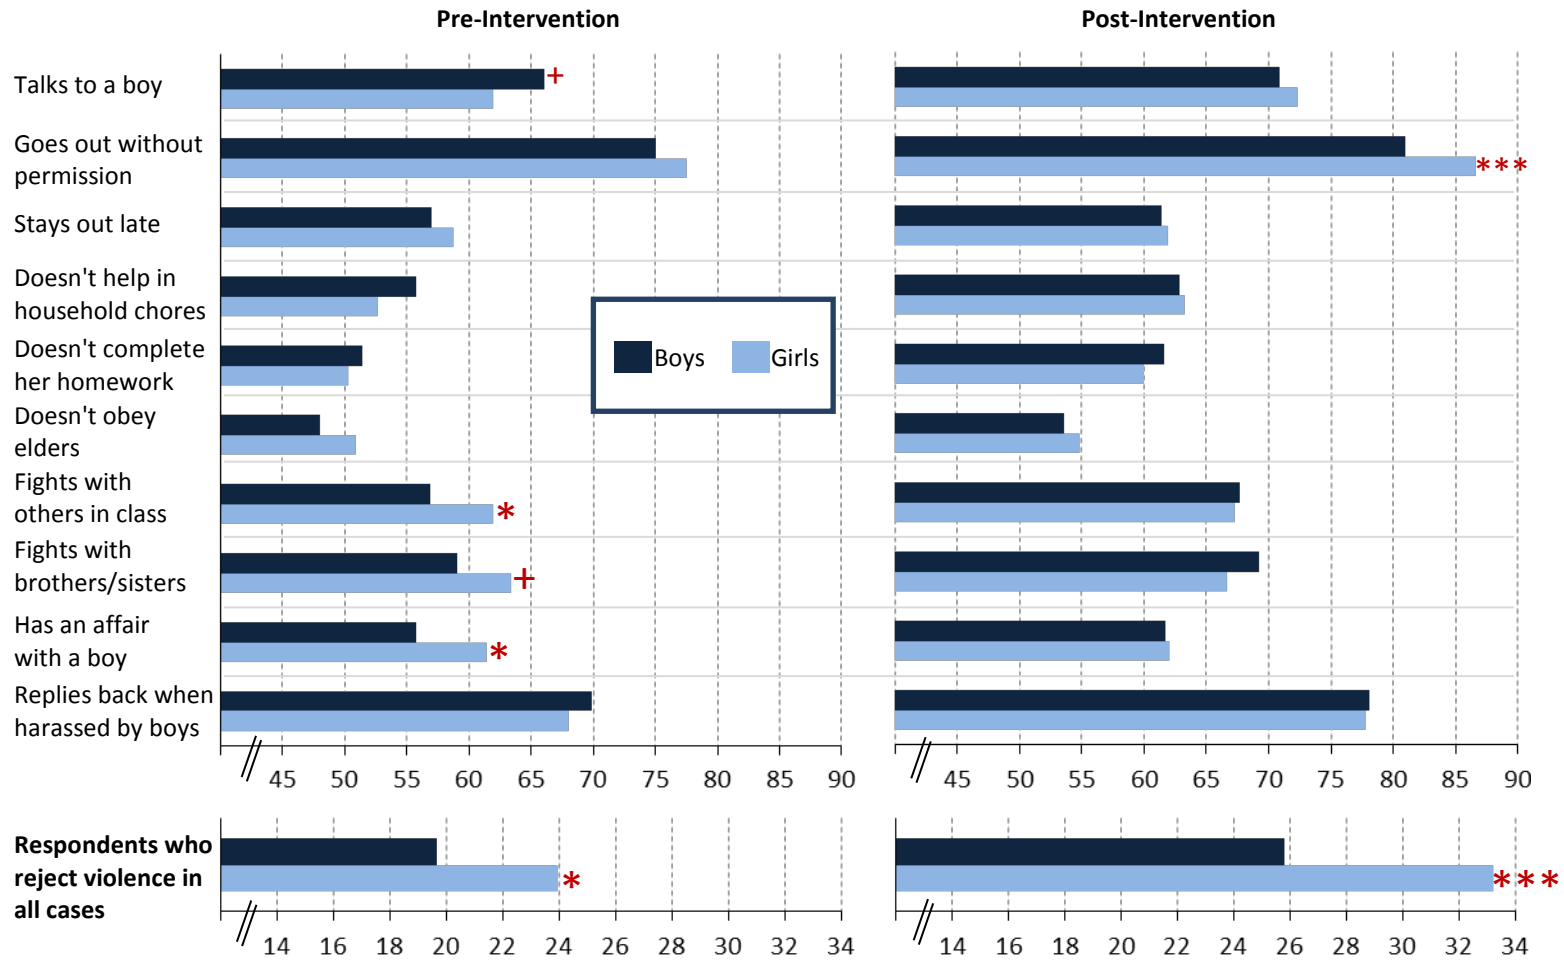 Pre-Intervention
Post-Intervention
Talks to a boy
+
Goes out without
permission
***
Stays out late
Doesn't help in
household chores
Doesn't complete
her homework
Boys
Girls
Doesn't obey
elders
Fights with
others in class
*
Fights with
brothers/sisters
+
Has an affair
with a boy
*
Replies back when
harassed by boys
45 50 55 60 65 70 75 80 85 90
45 50 55 60 65 70 75 80 85 90
Respondents who
reject violence in
all cases
*
***
14 16 18 20 22 24 26 28 30 32 34
14 16 18 20 22 24 26 28 30 32 34